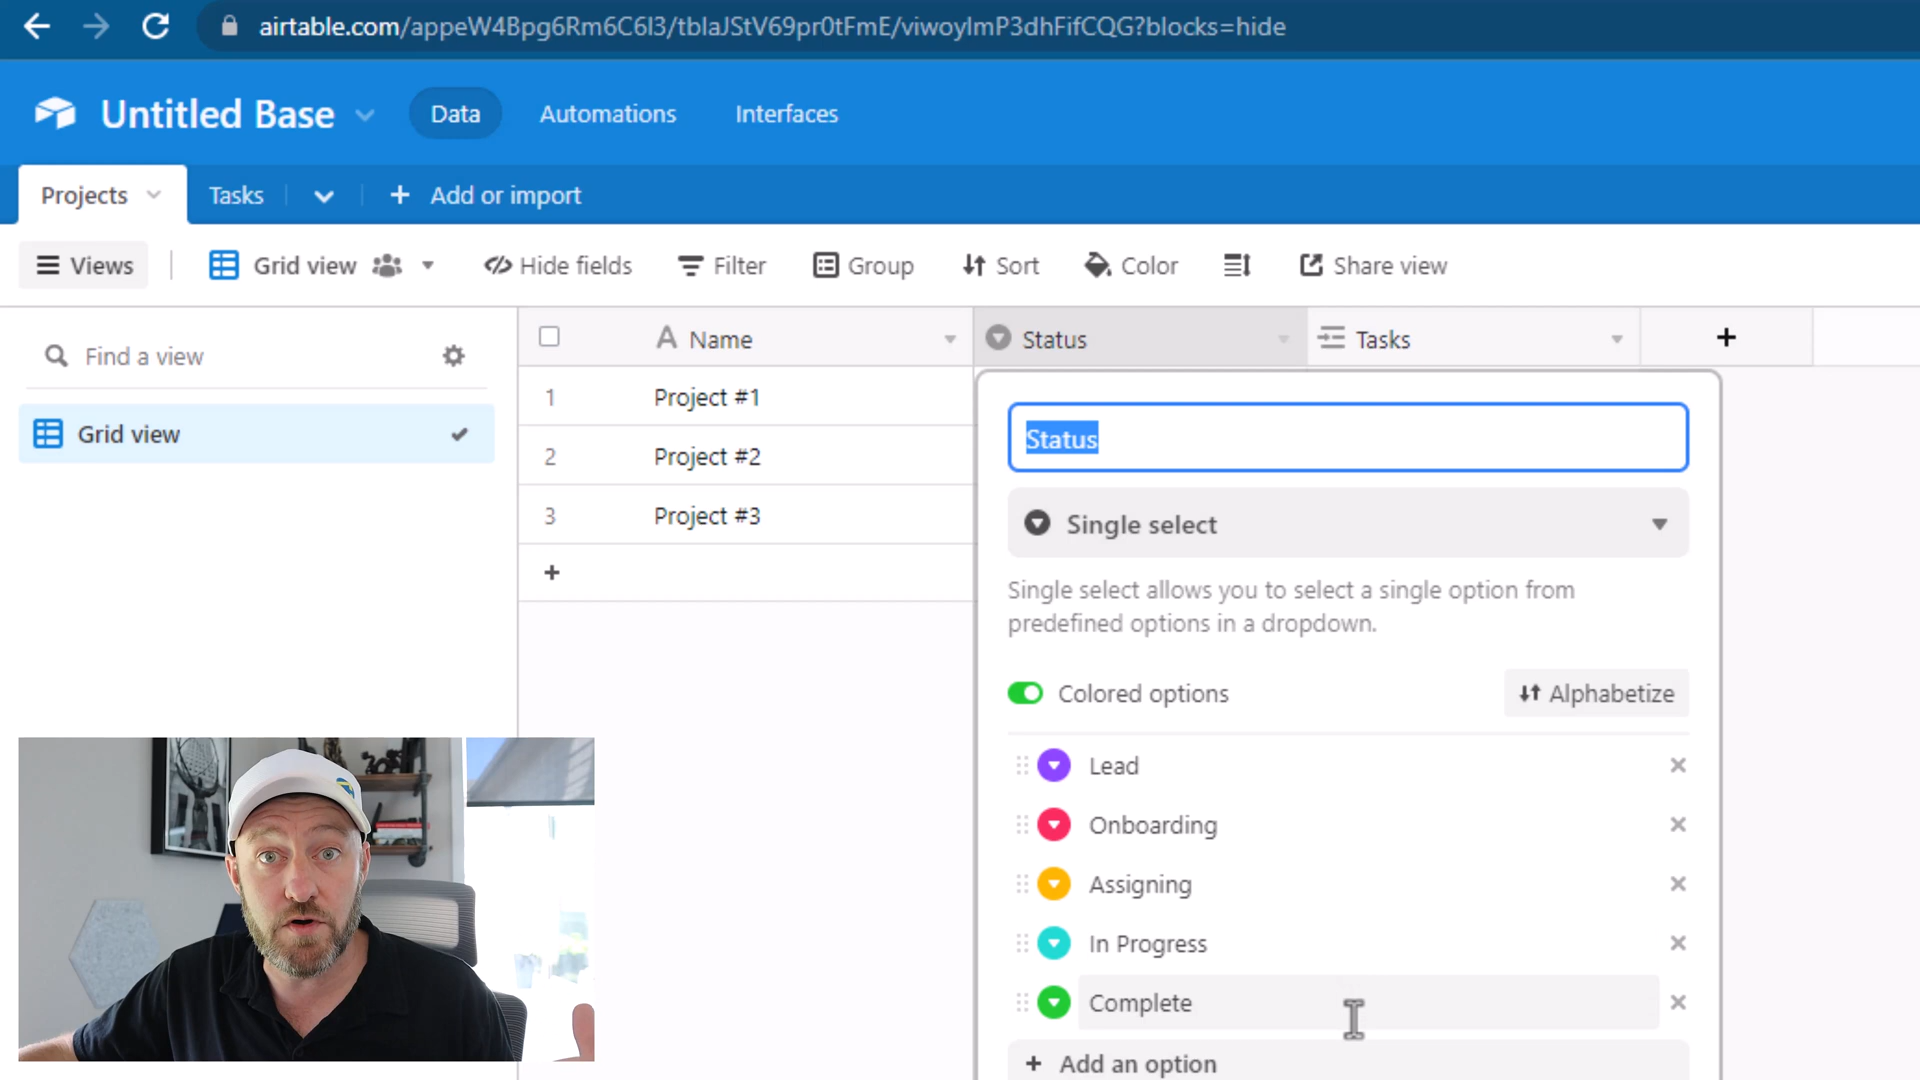 airtable.com/appeW4Bpg6Rm6C6l3/tblaJStV69pr0tFmE/viwoylmP3dhFifCQG?blocks=hide
Untitled Base Data Automations Interfaces
Projects Tasks + Add or import
Views Grid view Hide fields Filter Group Sort Color Share view
Find a view
Grid view
A Name Status Tasks +
1 Project #1
2 Project #2
3 Project #3
+
Status
Single select
Single select allows you to select a single option from
predefined options in a dropdown.
Colored options Alphabetize
Lead
Onboarding
Assigning
In Progress
Complete
+ Add an option